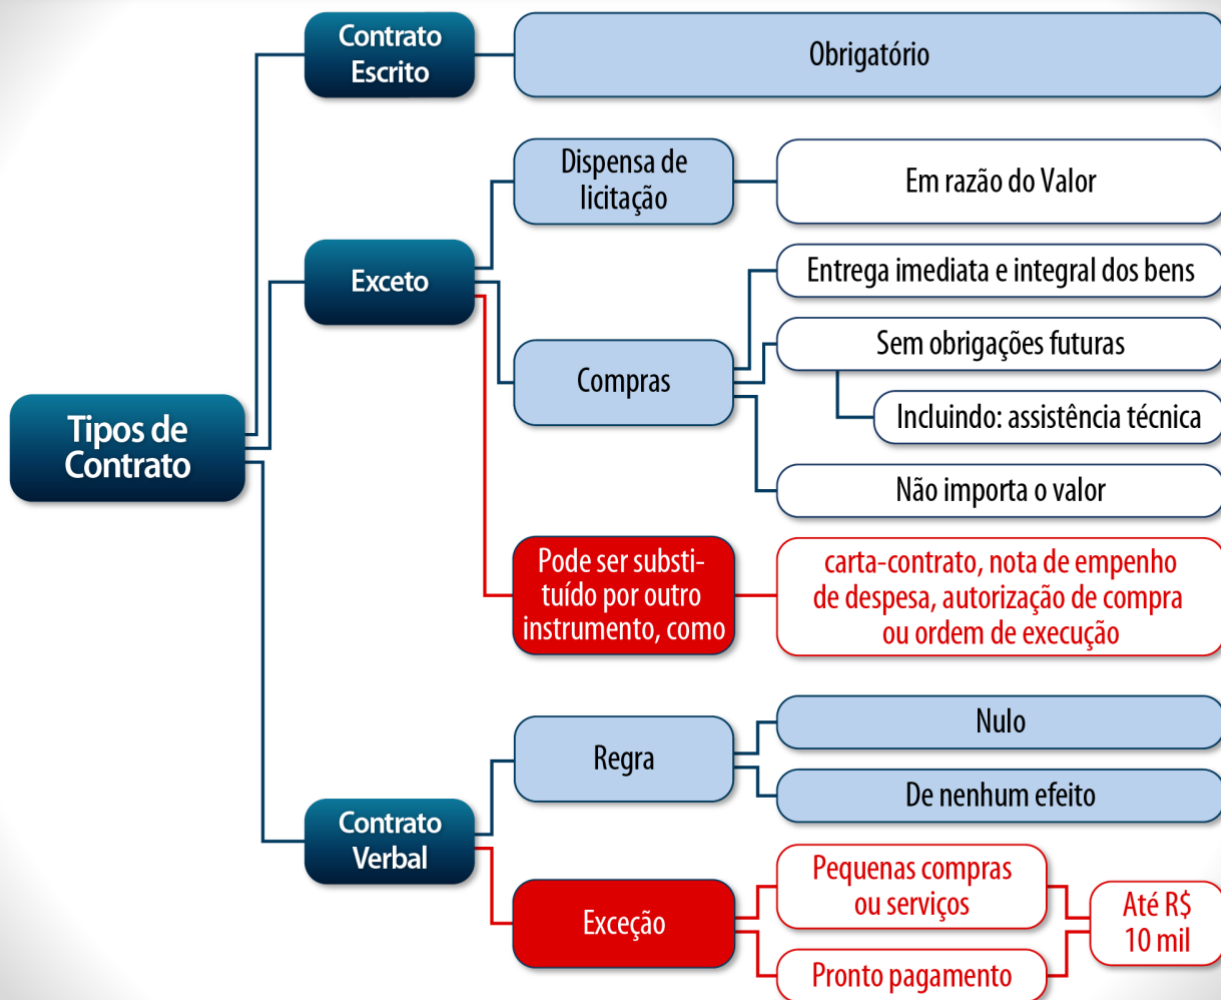 Contrato
Escrito
Obrigatório
Dispensa de
licitação
Em razão do Valor
Exceto
Entrega imediata e integral dos bens
Sem obrigações futuras
Compras
Incluindo: assistência técnica
Tipos de
Contrato
Não importa o valor
Pode ser substi-
tuído por outro
instrumento, como
carta-contrato, nota de empenho
de despesa, autorização de compra
ou ordem de execução
Regra
Nulo
De nenhum efeito
Contrato
Verbal
Exceção
Pequenas compras
ou serviços
Pronto pagamento
Até R$
10 mil